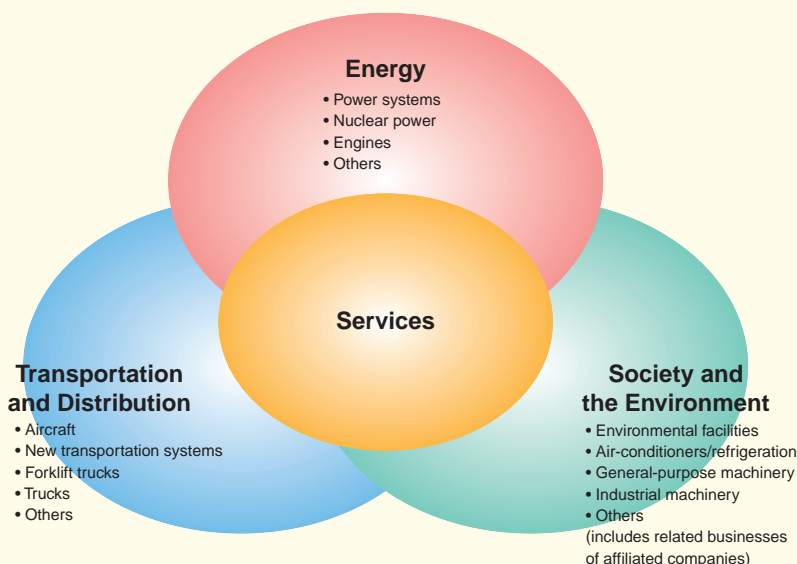 Energy
• Power systems
• Nuclear power
• Engines
• Others
Services
Transportation
and Distribution
• Aircraft
• New transportation systems
• Forklift trucks
• Trucks
• Others
Society and
the Environment
• Environmental facilities
• Air-conditioners/refrigeration
• General-purpose machinery
• Industrial machinery
• Others
(includes related businesses
of affiliated companies)